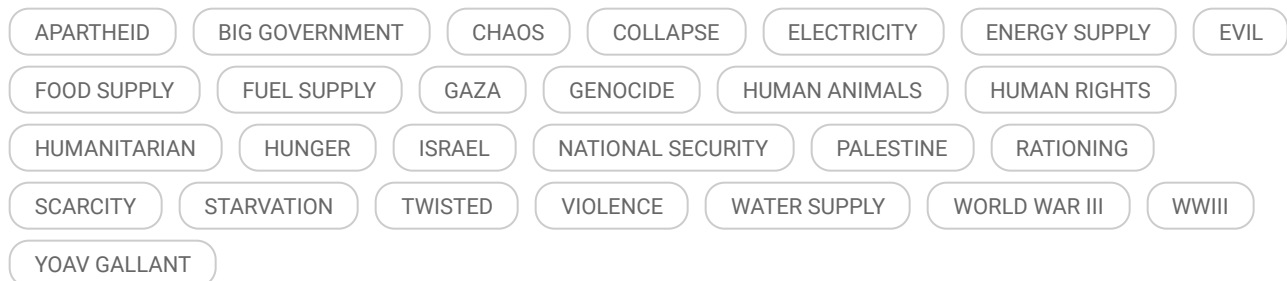 APARTHEID BIG GOVERNMENT CHAOS COLLAPSE ELECTRICITY ENERGY SUPPLY EVIL
FOOD SUPPLY FUEL SUPPLY GAZA GENOCIDE HUMAN ANIMALS HUMAN RIGHTS
HUMANITARIAN HUNGER ISRAEL NATIONAL SECURITY PALESTINE RATIONING
SCARCITY STARVATION TWISTED VIOLENCE WATER SUPPLY WORLD WAR III WWIII
YOAV GALLANT